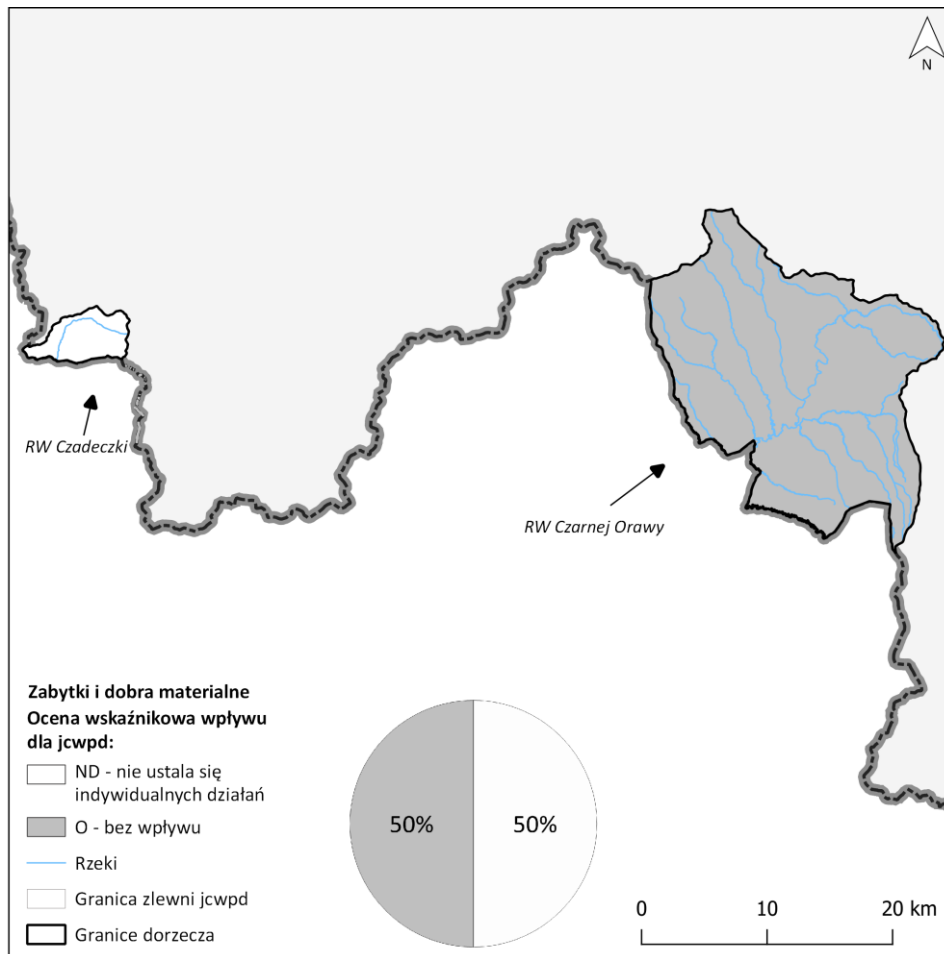 N
RW Czadeczki
RW Czarnej Orawy
Zabytki i dobra materialne
Ocena wskaźnikowa wpływu
dla jcwpd:
ND - nie ustala się
indywidualnych działań
O - bez wpływu
Rzeki
Granica zlewni jcwpd
Granice dorzecza
50%
50%
0
10
20 km